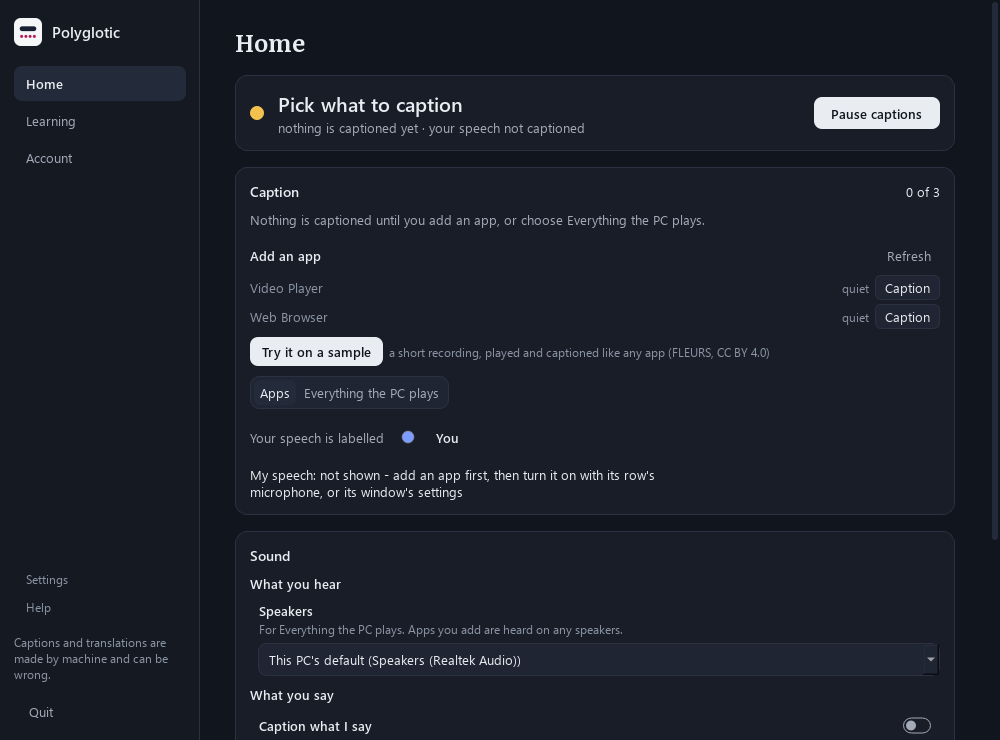 Polyglotic
Home
Learning
Account
Settings
Help
Captions and translations are
made by machine and can be
wrong.
Quit
Home
Pick what to caption
nothing is captioned yet · your speech not captioned
Pause captions
Caption
0 of 3
Nothing is captioned until you add an app, or choose Everything the PC plays.
Add an app
Refresh
Video Player
quiet
Caption
Web Browser
quiet
Caption
Try it on a sample
a short recording, played and captioned like any app (FLEURS, CC BY 4.0)
Apps
Everything the PC plays
Your speech is labelled
You
My speech: not shown - add an app first, then turn it on with its row's
microphone, or its window's settings
Sound
What you hear
Speakers
For Everything the PC plays. Apps you add are heard on any speakers.
This PC's default (Speakers (Realtek Audio))
What you say
Caption what I say